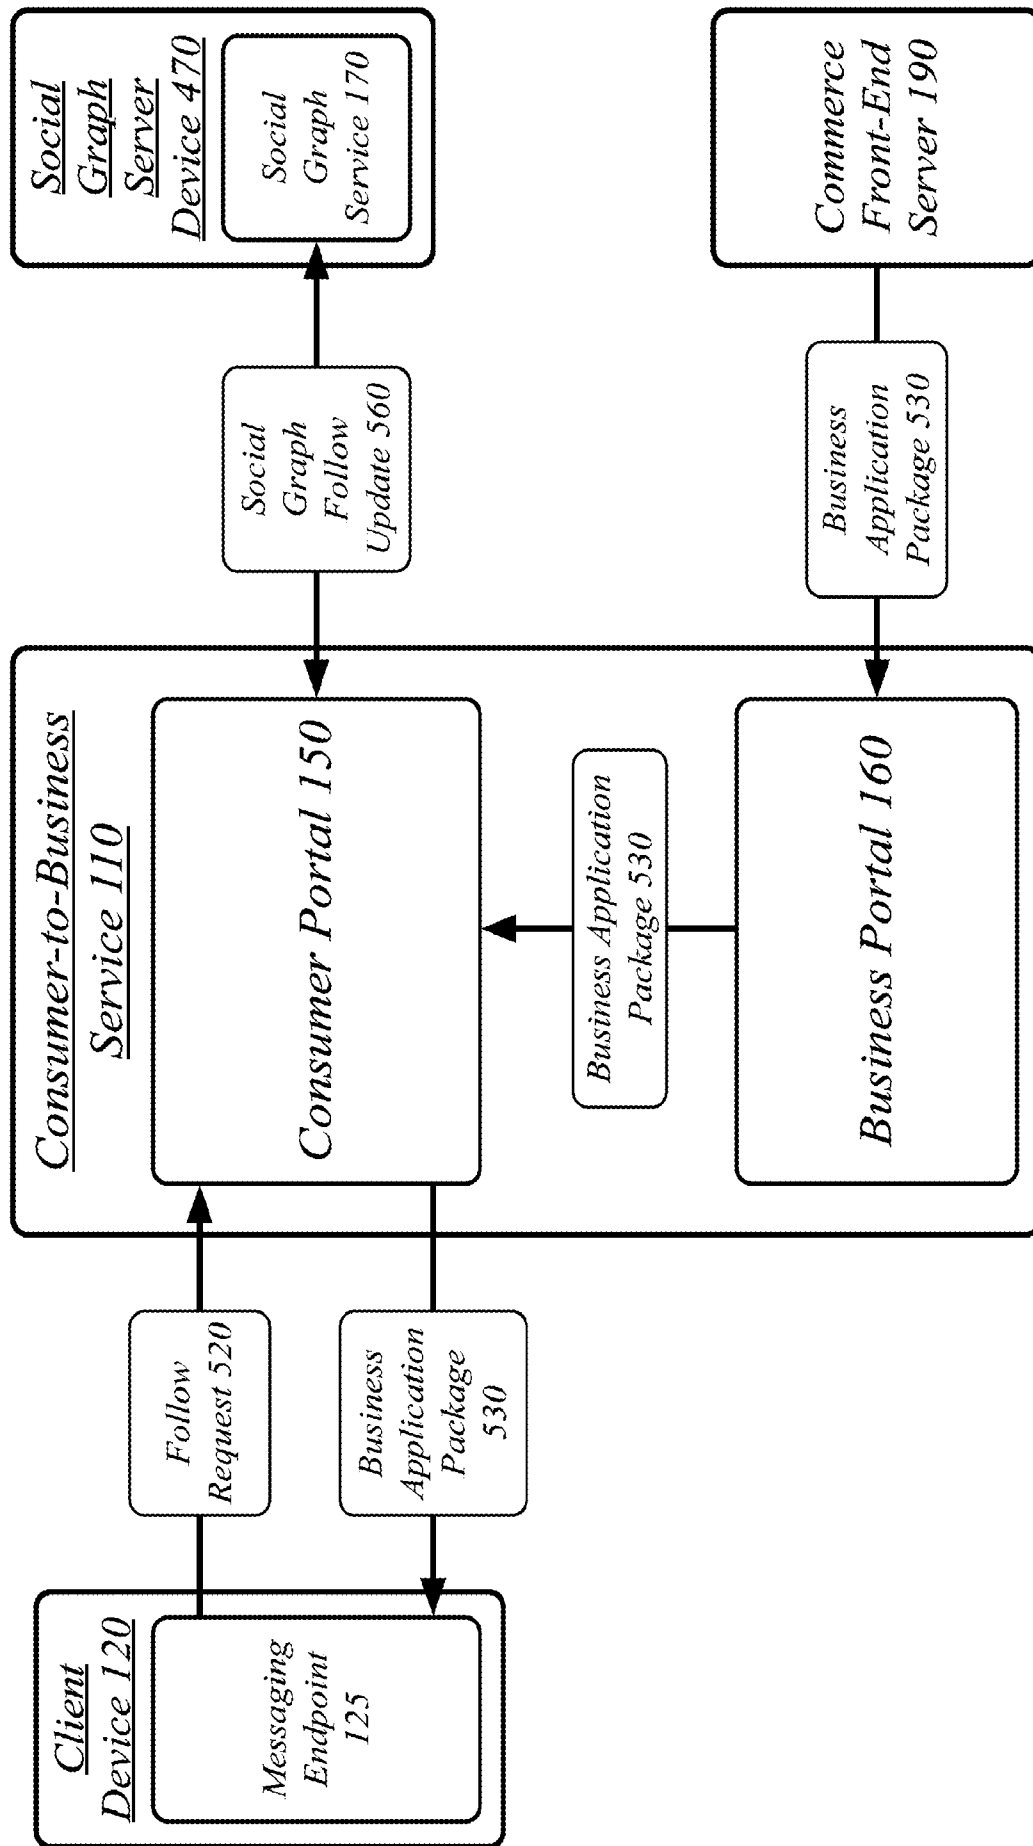 Client
Device 120
Messaging
Endpoint
125
Follow
Request 520
Business
Application
Package
530
Consumer-to-Business
Service 110
Consumer Portal 150
Business Application
Package 530
Business Portal 160
Social
Graph
Follow
Update 560
Business
Application
Package 530
Social
Graph
Server
Device 470
Social
Graph
Service 170
Commerce
Front-End
Server 190